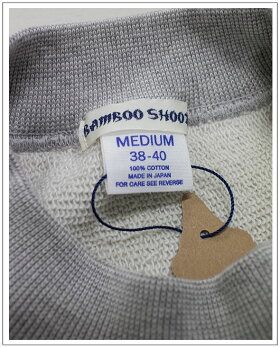 BAMBOO SHOOTS
MEDIUM
38-40
100% COTTON
MADE IN JAPAN
FOR CARE SEE REVERSE